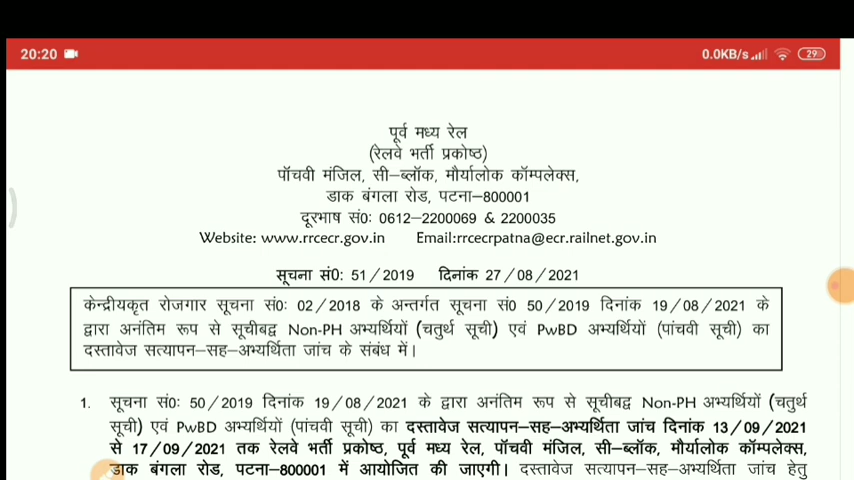 20:20
0.0KB/s 29
पूर्व मध्य रेल
(रेलवे भर्ती प्रकोष्ठ)
पॉचवी मंजिल, सी–ब्लॉक, मौर्यालोक कॉम्पलेक्स,
डाक बंगला रोड, पटना–800001
दूरभाष सं0: 0612–2200069 & 2200035
Website: www.rrcecr.gov.in Email:rrcecrpatna@ecr.railnet.gov.in
सूचना सं0: 51/2019 दिनांक 27/08/2021
केन्द्रीयकृत रोजगार सूचना सं0: 02/2018 के अन्तर्गत सूचना सं0 50/2019 दिनांक 19/08/2021 के
द्वारा अनंतिम रूप से सूचीबद्व Non-PH अभ्यर्थियों (चतुर्थ सूची) एवं PwBD अभ्यर्थियों (पांचवी सूची) का
दस्तावेज सत्यापन–सह–अभ्यर्थिता जांच के संबंध में।
1. सूचना सं0: 50/2019 दिनांक 19/08/2021 के द्वारा अनंतिम रूप से सूचीबद्व Non-PH अभ्यर्थियों (चतुर्थ
सूची) एवं PwBD अभ्यर्थियों (पांचवी सूची) का दस्तावेज सत्यापन–सह–अभ्यर्थिता जांच दिनांक 13/09/2021
से 17/09/2021 तक रेलवे भर्ती प्रकोष्ठ, पूर्व मध्य रेल, पॉचवी मंजिल, सी–ब्लॉक, मौर्यालोक कॉम्पलेक्स,
डाक बंगला रोड, पटना–800001 में आयोजित की जाएगी। दस्तावेज सत्यापन–सह–अभ्यर्थिता जांच हेतु